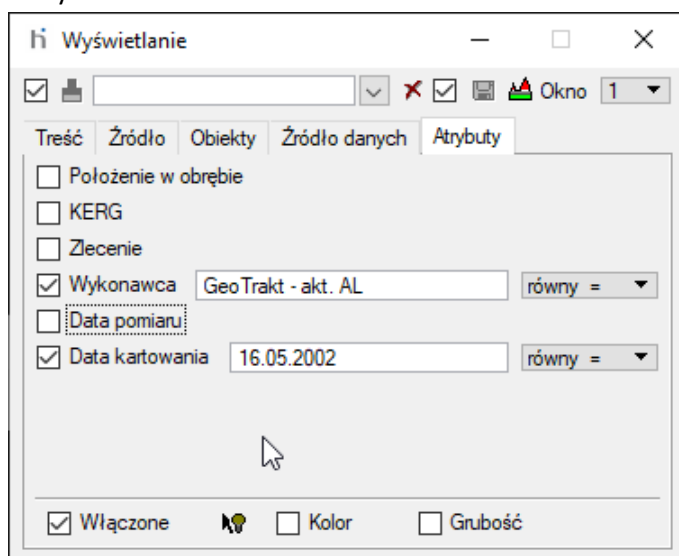 Wyświetlanie
Okno 1
Treść Źródło Obiekty Źródło danych Atrybuty
Położenie w obrębie
KERG
Zlecenie
Wykonawca GeoTrakt - akt. AL równy =
Data pomiaru
Data kartowania 16.05.2002 równy =
Włączone Kolor Grubość